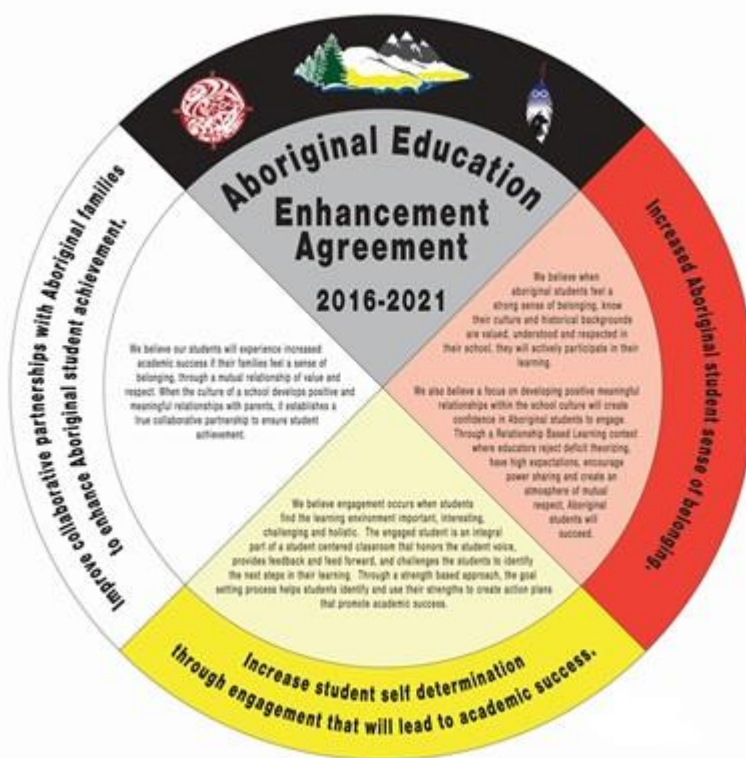 Aboriginal Education
Enhancement
Agreement
2016-2021
Increased Aboriginal student sense of belonging.
We believe when
aboriginal students feel a
strong sense of belonging, know
their culture and historical backgrounds
are valued, understood and respected in
their school, they will actively participate in their
learning.
We also believe a focus on developing positive meaningful
relationships within the school culture will create
confidence in Aboriginal students to engage.
Through a Relationship Based Learning context
where educators reject deficit theorizing,
have high expectations, encourage
power sharing and create an
atmosphere of mutual
respect, Aboriginal
students will
succeed.
Increase student self determination
through engagement that will lead to academic success.
We believe engagement occurs when students
find the learning environment important, interesting,
challenging and holistic. The engaged student is an integral
part of a student centered classroom that honors the student voice,
provides feedback and feed forward, and challenges the students to identify
the next steps in their learning. Through a strength based approach, the goal
setting process helps students identify and use their strengths to create action plans
that promote academic success.
Improve collaborative partnerships with Aboriginal families
to enhance Aboriginal student achievement.
We believe our students will experience increased
academic success if their families feel a sense of
belonging, through a mutual relationship of value and
respect. When the culture of a school develops positive and
meaningful relationships with parents, it establishes a
true collaborative partnership to ensure student
achievement.